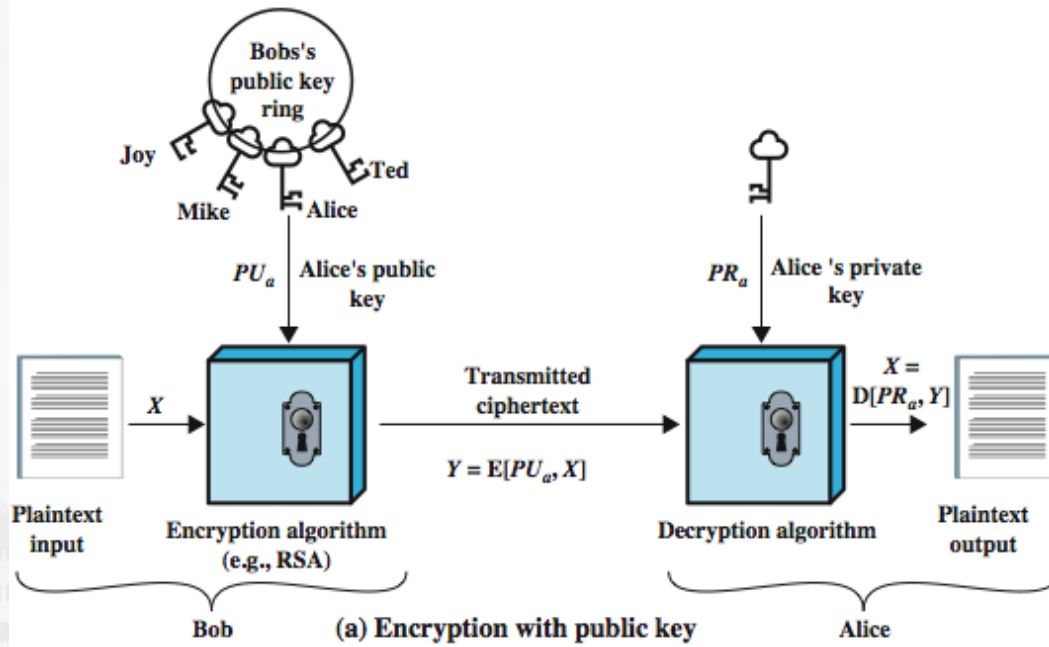 Bobs's
public key
ring
Joy
Ted
Mike
Alice
PUa
Alice's public
key
PRa
Alice 's private
key
X
Transmitted
ciphertext
X =
D[PRa, Y]
Y = E[PUa, X]
Plaintext
input
Encryption algorithm
(e.g., RSA)
Decryption algorithm
Plaintext
output
Bob
(a) Encryption with public key
Alice